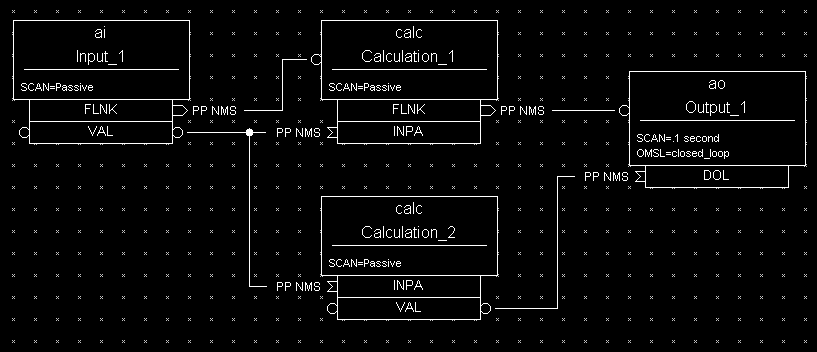 ai
Input_1
SCAN=Passive
FLNK
PP NMS
VAL
calc
Calculation_1
SCAN=Passive
FLNK
PP NMS
PP NMS
INPA
ao
Output_1
SCAN=.1 second
OMSL=closed_loop
PP NMS
DOL
calc
Calculation_2
SCAN=Passive
PP NMS
INPA
VAL